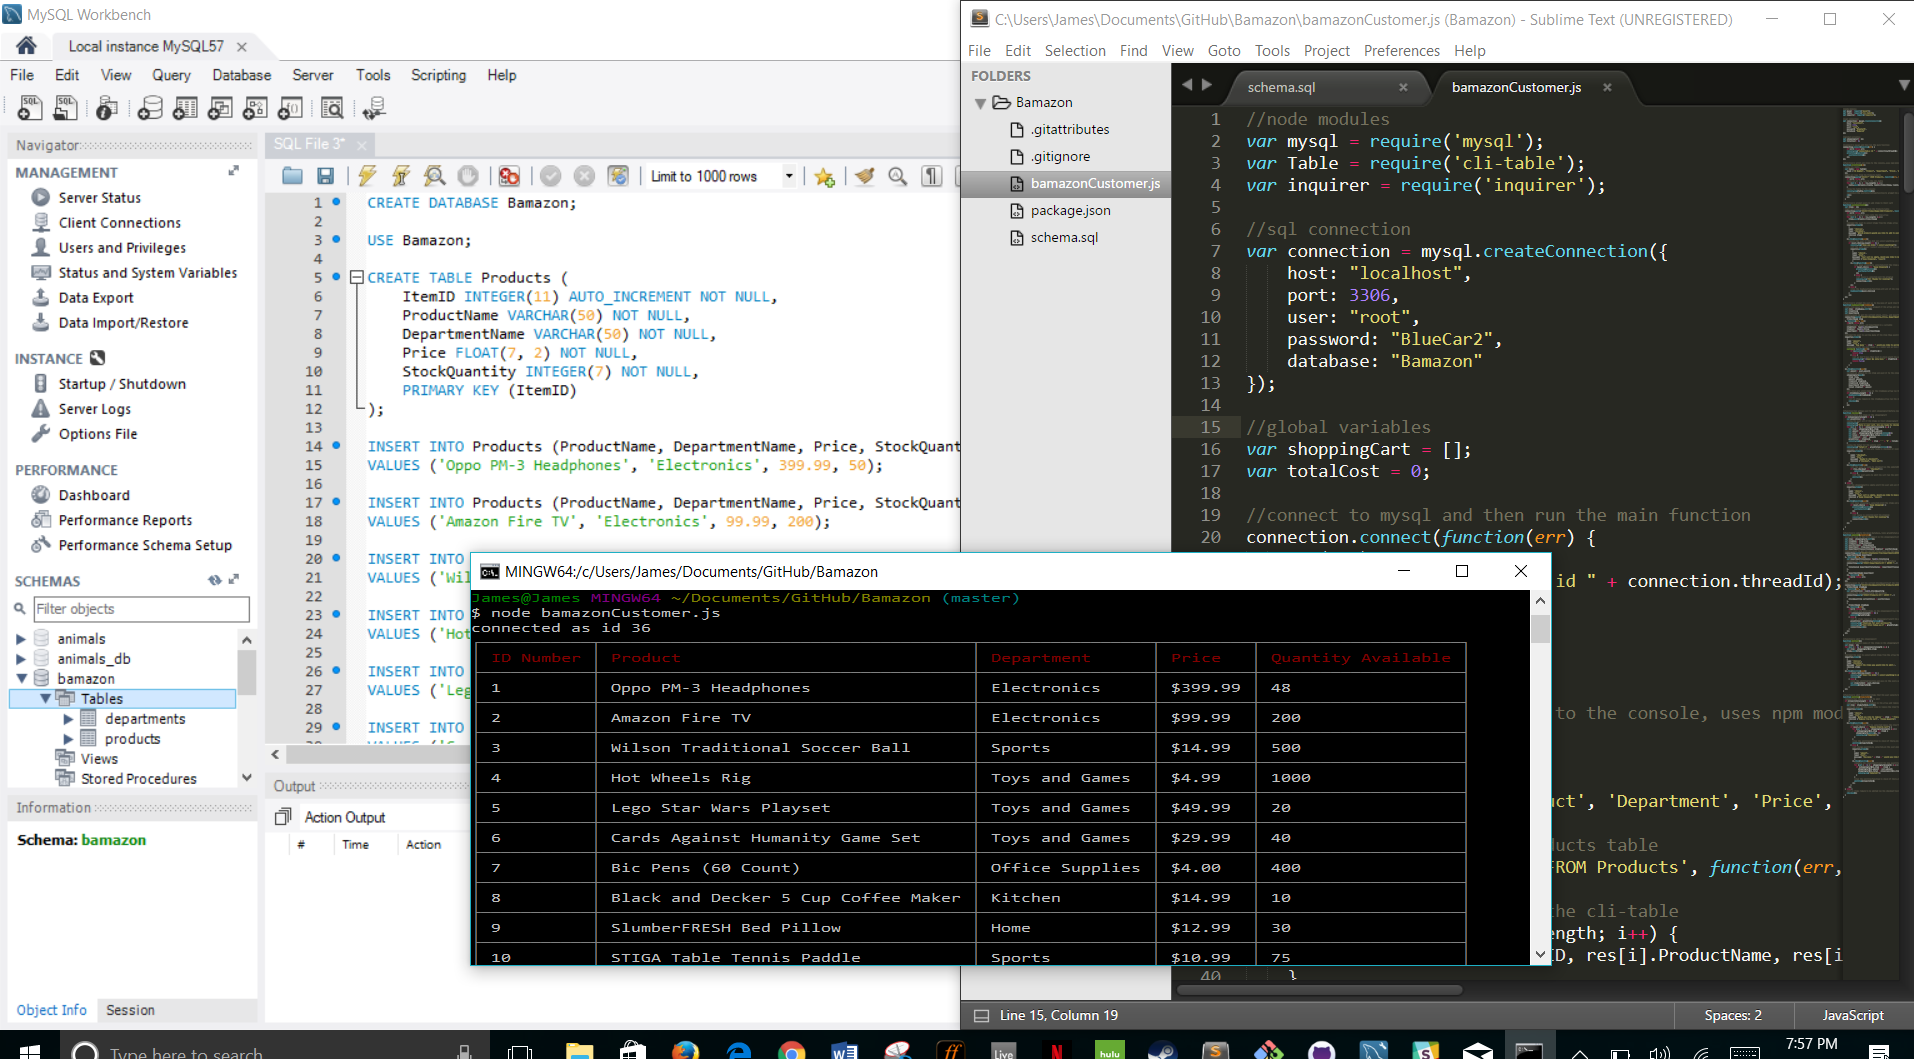 MySQL Workbench
Local instance MySQL57
File Edit View Query Database Server Tools Scripting Help
Navigator
MANAGEMENT
Server Status
Client Connections
Users and Privileges
Status and System Variables
Data Export
Data Import/Restore
INSTANCE
Startup / Shutdown
Server Logs
Options File
PERFORMANCE
Dashboard
Performance Reports
Performance Schema Setup
SCHEMAS
Filter objects
animals
animals_db
bamazon
Tables
departments
products
Views
Stored Procedures
Information
Schema: bamazon
Object Info Session
SQL File 3*
Limit to 1000 rows
1 CREATE DATABASE Bamazon;
2
3 USE Bamazon;
4
5 CREATE TABLE Products (
6 ItemID INTEGER(11) AUTO_INCREMENT NOT NULL,
7 ProductName VARCHAR(50) NOT NULL,
8 DepartmentName VARCHAR(50) NOT NULL,
9 Price FLOAT(7, 2) NOT NULL,
10 StockQuantity INTEGER(7) NOT NULL,
11 PRIMARY KEY (ItemID)
12 );
13
14 INSERT INTO Products (ProductName, DepartmentName, Price, StockQuant
15 VALUES ('Oppo PM-3 Headphones', 'Electronics', 399.99, 50);
16
17 INSERT INTO Products (ProductName, DepartmentName, Price, StockQuant
18 VALUES ('Amazon Fire TV', 'Electronics', 99.99, 200);
19
20 INSERT INTO
21 VALUES ('Wil
22
23 INSERT INTO
24 VALUES ('Hot
25
26 INSERT INTO
27 VALUES ('Leg
28
29 INSERT INTO
Output
Action Output
# Time Action
C:\Users\James\Documents\GitHub\Bamazon\bamazonCustomer.js (Bamazon) - Sublime Text (UNREGISTERED)
File Edit Selection Find View Goto Tools Project Preferences Help
FOLDERS
Bamazon
.gitattributes
.gitignore
bamazonCustomer.js
package.json
schema.sql
schema.sql bamazonCustomer.js
1 //node modules
2 var mysql = require('mysql');
3 var Table = require('cli-table');
4 var inquirer = require('inquirer');
5
6 //sql connection
7 var connection = mysql.createConnection({
8 host: "localhost",
9 port: 3306,
10 user: "root",
11 password: "BlueCar2",
12 database: "Bamazon"
13 });
14
15 //global variables
16 var shoppingCart = [];
17 var totalCost = 0;
18
19 //connect to mysql and then run the main function
20 connection.connect(function(err) {
id " + connection.threadId);
to the console, uses npm mod
uct', 'Department', 'Price',
ducts table
FROM Products', function(err,
the cli-table
ength; i++) {
ID, res[i].ProductName, res[i
40 }
Line 15, Column 19 Spaces: 2 JavaScript
MINGW64:/c/Users/James/Documents/GitHub/Bamazon
James@James MINGW64 ~/Documents/GitHub/Bamazon (master)
$ node bamazonCustomer.js
connected as id 36
ID Number Product Department Price Quantity Available
1 Oppo PM-3 Headphones Electronics $399.99 48
2 Amazon Fire TV Electronics $99.99 200
3 Wilson Traditional Soccer Ball Sports $14.99 500
4 Hot Wheels Rig Toys and Games $4.99 1000
5 Lego Star Wars Playset Toys and Games $49.99 20
6 Cards Against Humanity Game Set Toys and Games $29.99 40
7 Bic Pens (60 Count) Office Supplies $4.00 400
8 Black and Decker 5 Cup Coffee Maker Kitchen $14.99 10
9 SlumberFRESH Bed Pillow Home $12.99 30
10 STIGA Table Tennis Paddle Sports $10.99 75
Type here to search
Live
hulu
7:57 PM